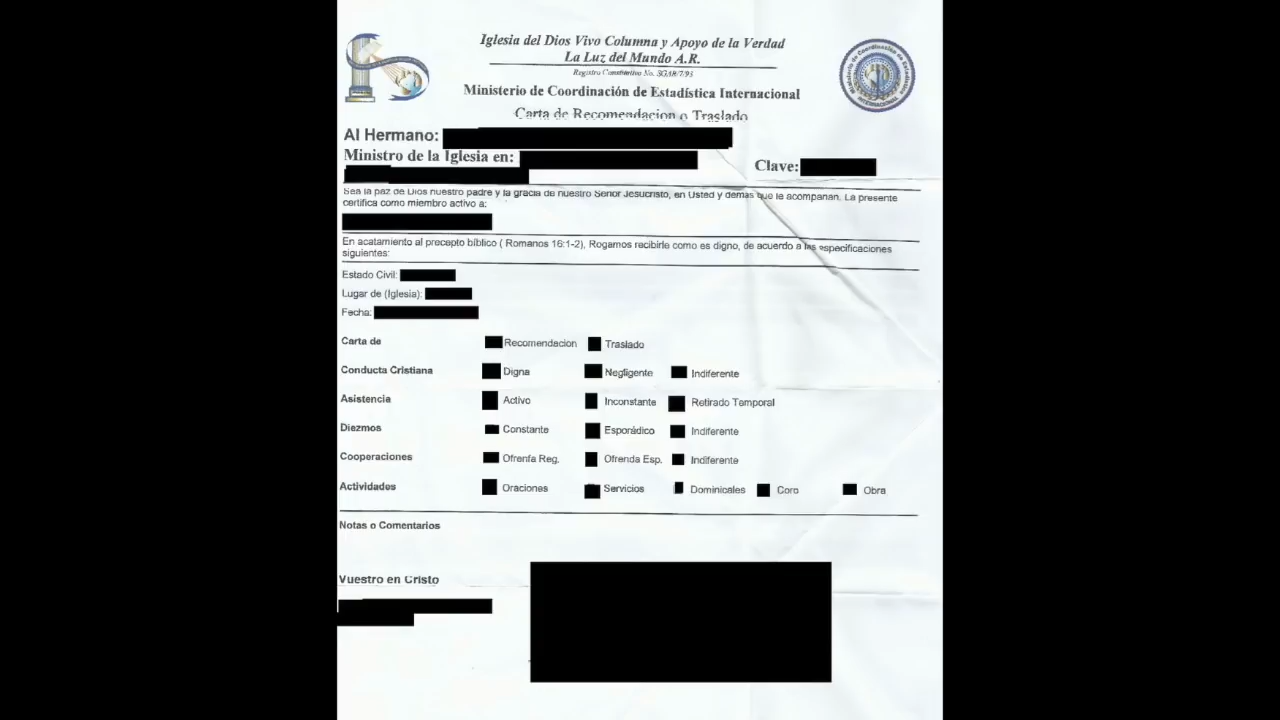 Iglesia del Dios Vivo Columna y Apoyo de la Verdad
La Luz del Mundo A.R.
Registro Constitutivo No. SGAR/7/93
Ministerio de Coordinación de Estadística Internacional
Carta de Recomendacion o Traslado
Al Hermano:
Ministro de la Iglesia en:
Clave:
Sea la paz de Dios nuestro padre y la gracia de nuestro Señor Jesucristo, en Usted y demás que le acompañan. La presente
certifica como miembro activo a:
En acatamiento al precepto bíblico ( Romanos 16:1-2), Rogamos recibirle como es digno, de acuerdo a las especificaciones
siguientes:
Estado Civil:
Lugar de (Iglesia):
Fecha:
Carta de Recomendacion Traslado
Conducta Cristiana Digna Negligente Indiferente
Asistencia Activo Inconstante Retirado Temporal
Diezmos Constante Esporádico Indiferente
Cooperaciones Ofrenfa Reg. Ofrenda Esp. Indiferente
Actividades Oraciones Servicios Dominicales Coro Obra
Notas o Comentarios
Vuestro en Cristo